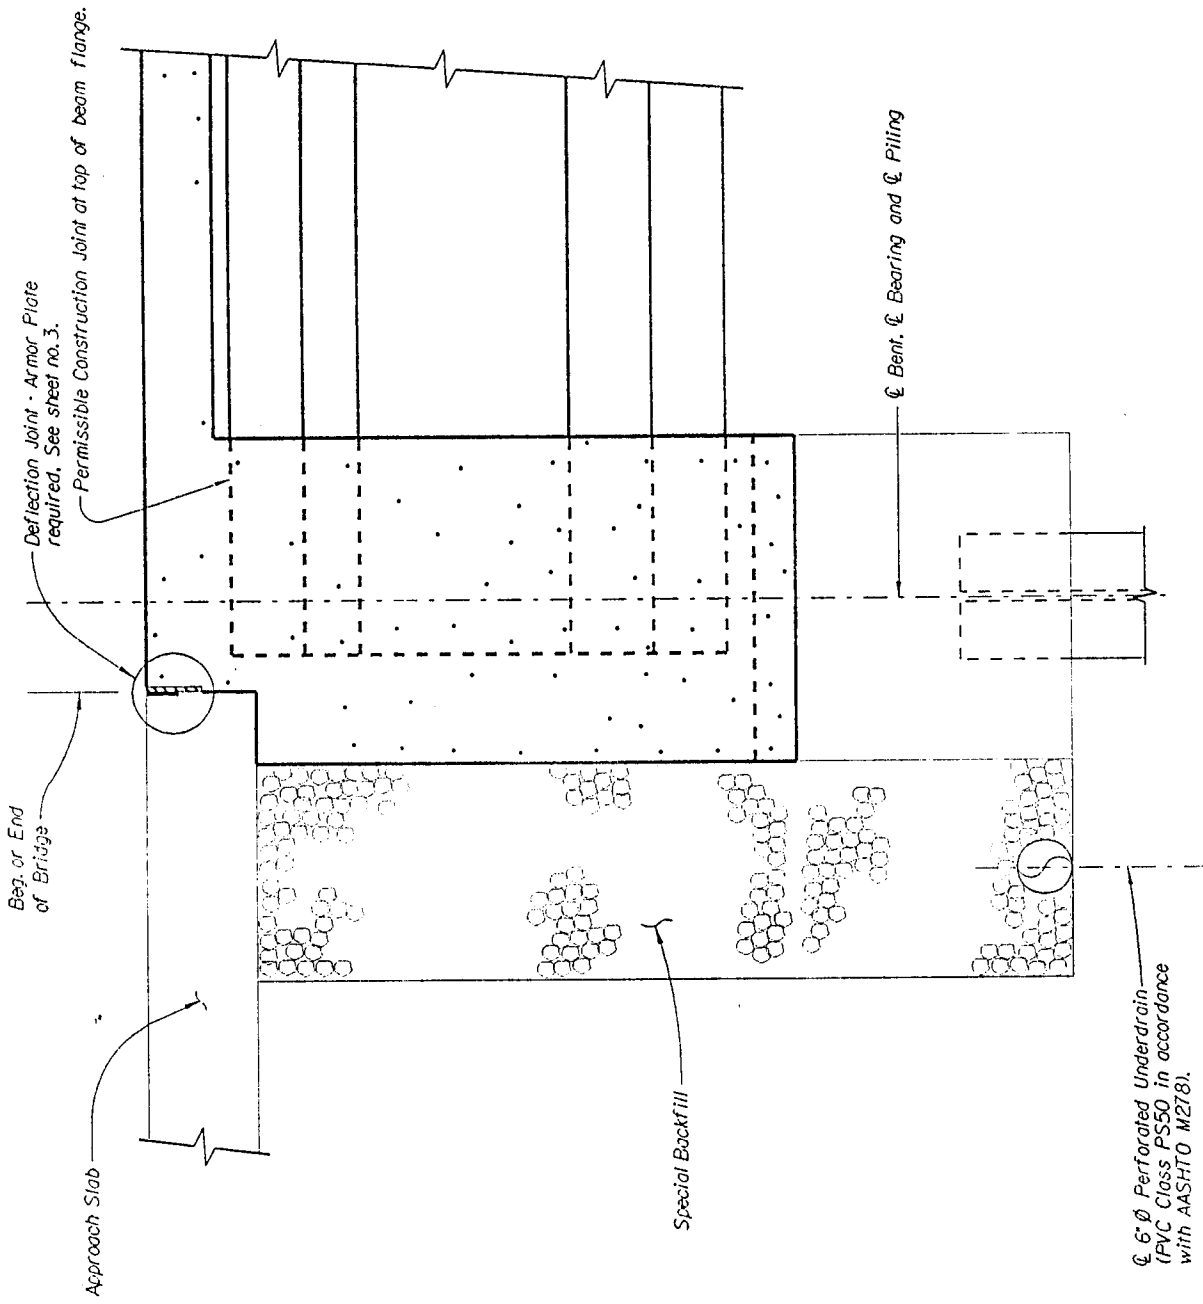 Beg. or End
of Bridge
Deflection Joint - Armor Plate
required. See sheet no. 3.
Permissible Construction Joint at top of beam flange.
Approach Slab
Special Backfill
℄ Bent, ℄ Bearing and ℄ Piling
℄ 6" Ø Perforated Underdrain
(PVC Class PS50 in accordance
with AASHTO M278).